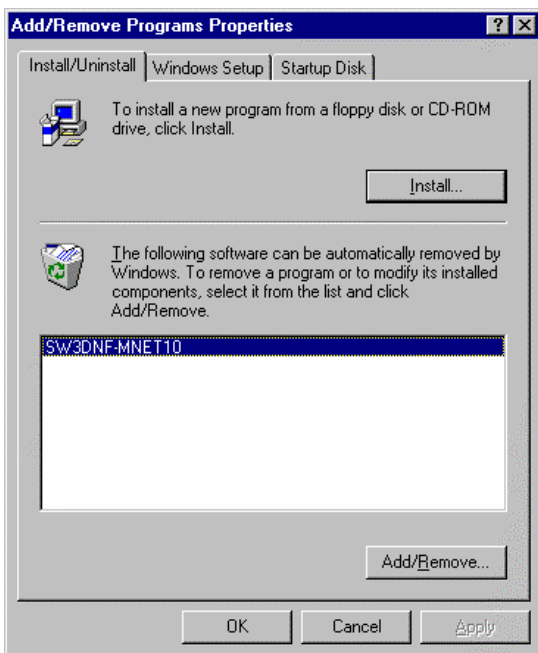 Add/Remove Programs Properties
Install/Uninstall
Windows Setup
Startup Disk
To install a new program from a floppy disk or CD-ROM
drive, click Install.
Install...
The following software can be automatically removed by
Windows. To remove a program or to modify its installed
components, select it from the list and click
Add/Remove.
SW3DNF-MNET10
Add/Remove...
OK
Cancel
Apply